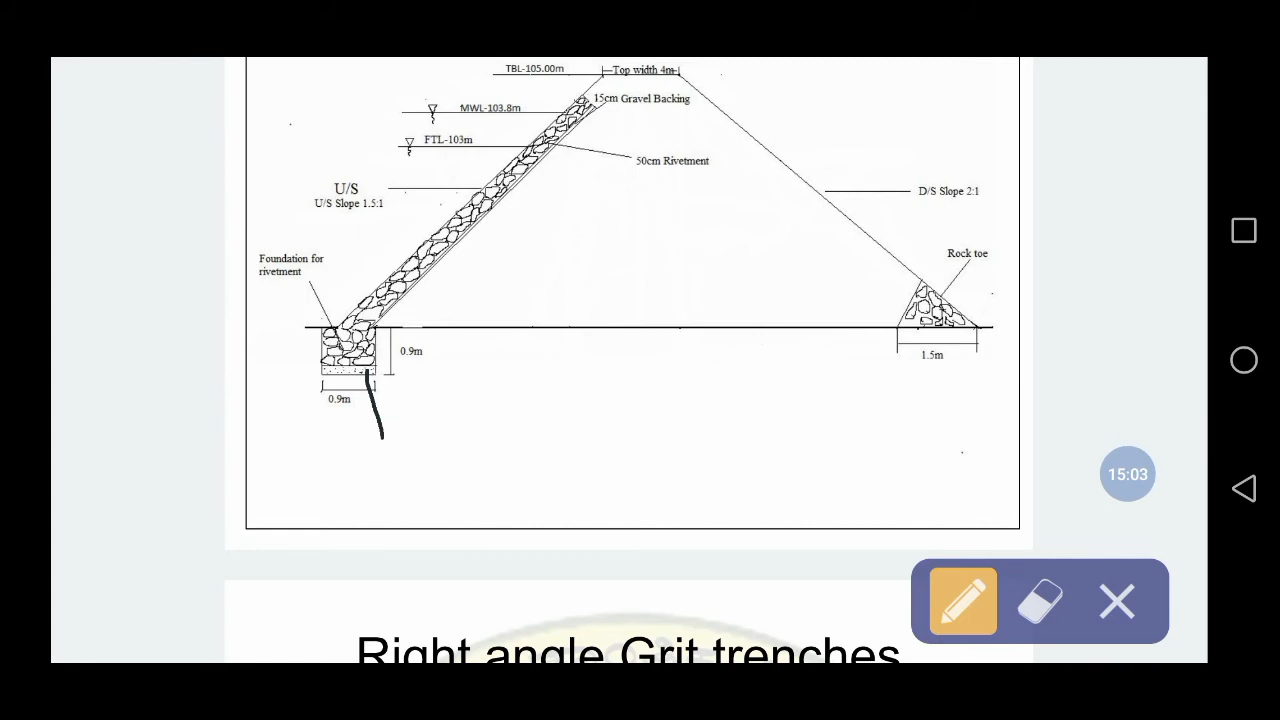 TBL-105.00m
Top width 4m
15cm Gravel Backing
MWL-103.8m
FTL-103m
50cm Rivetment
U/S
U/S Slope 1.5:1
D/S Slope 2:1
Foundation for
rivetment
Rock toe
0.9m
1.5m
0.9m
15:03
Right angle Grit trenches